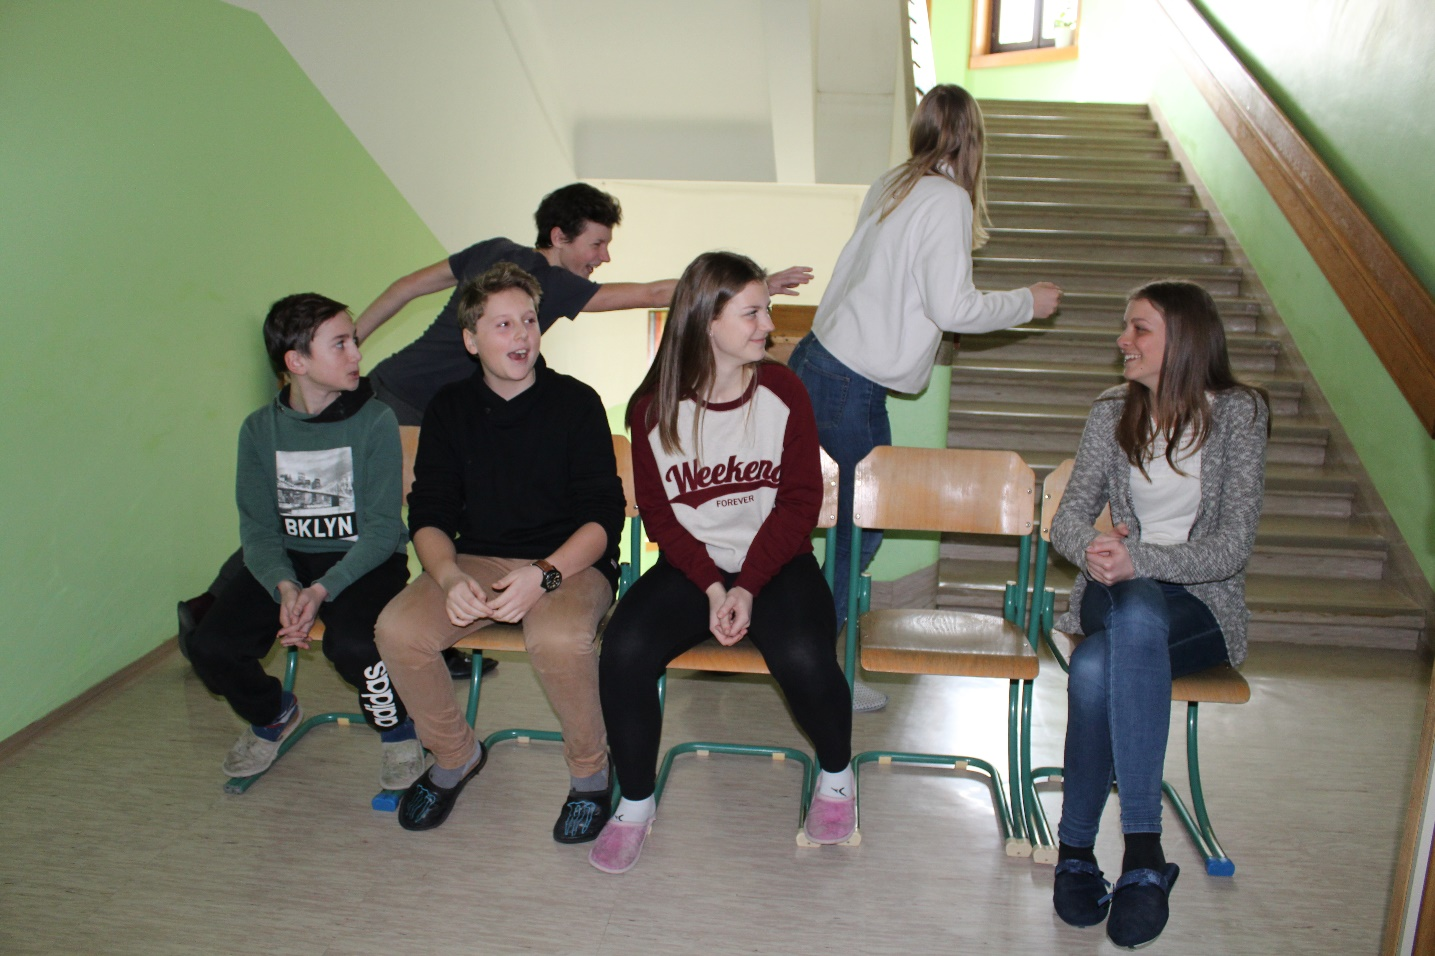 BKLYN
Weekend
FOREVER
adidas